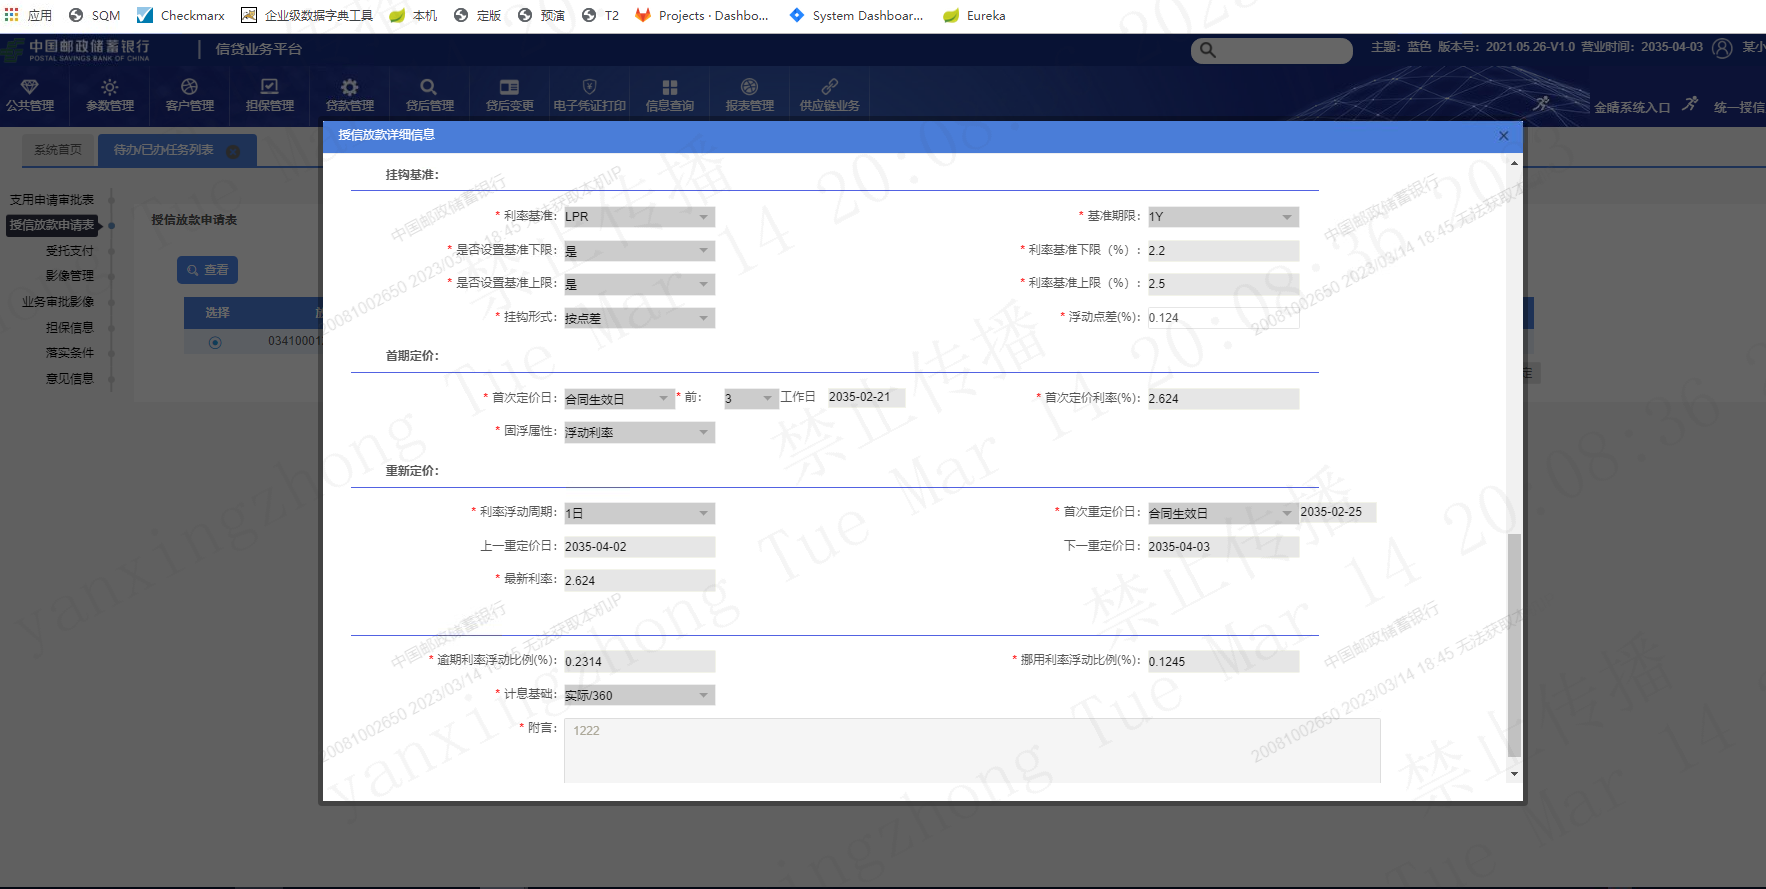 应用 SQM Checkmarx 企业级数据字典工具 本机 定版 预演 T2 Projects · Dashbo... System Dashboar... Eureka
中国邮政储蓄银行 信贷业务平台 主题: 蓝色 版本号: 2021.05.26-V1.0 营业时间: 2035-04-03 某小
POSTAL SAVINGS BANK OF CHINA
公共管理 参数管理 客户管理 担保管理 贷款管理 贷后管理 贷后变更 电子凭证打印 信息查询 报表管理 供应链业务 金睛系统入口 统一授信
授信放款详细信息
系统首页 待办/已办任务列表
挂钩基准:
支用申请审批表
授信放款申请表
受托支付
影像管理
业务审批影像
担保信息
落实条件
意见信息
授信放款申请表
查看
选择
0341000
* 利率基准: LPR * 基准期限: 1Y
* 是否设置基准下限: 是 * 利率基准下限（%）: 2.2
* 是否设置基准上限: 是 * 利率基准上限（%）: 2.5
* 挂钩形式: 按点差 * 浮动点差(%): 0.124
首期定价:
* 首次定价日: 合同生效日 * 前: 3 工作日 2035-02-21 * 首次定价利率(%): 2.624
* 固浮属性: 浮动利率
重新定价:
* 利率浮动周期: 1日 * 首次重定价日: 合同生效日 2035-02-25
上一重定价日: 2035-04-02 下一重定价日: 2035-04-03
* 最新利率: 2.624
* 逾期利率浮动比例(%): 0.2314 * 挪用利率浮动比例(%): 0.1245
* 计息基础: 实际/360
* 附言: 1222
中国邮政储蓄银行 无法获取本机IP
20081002650 2023/03/14 18:45
禁止传播
yanxingzhong Tue Mar 14 20:08:36 2023